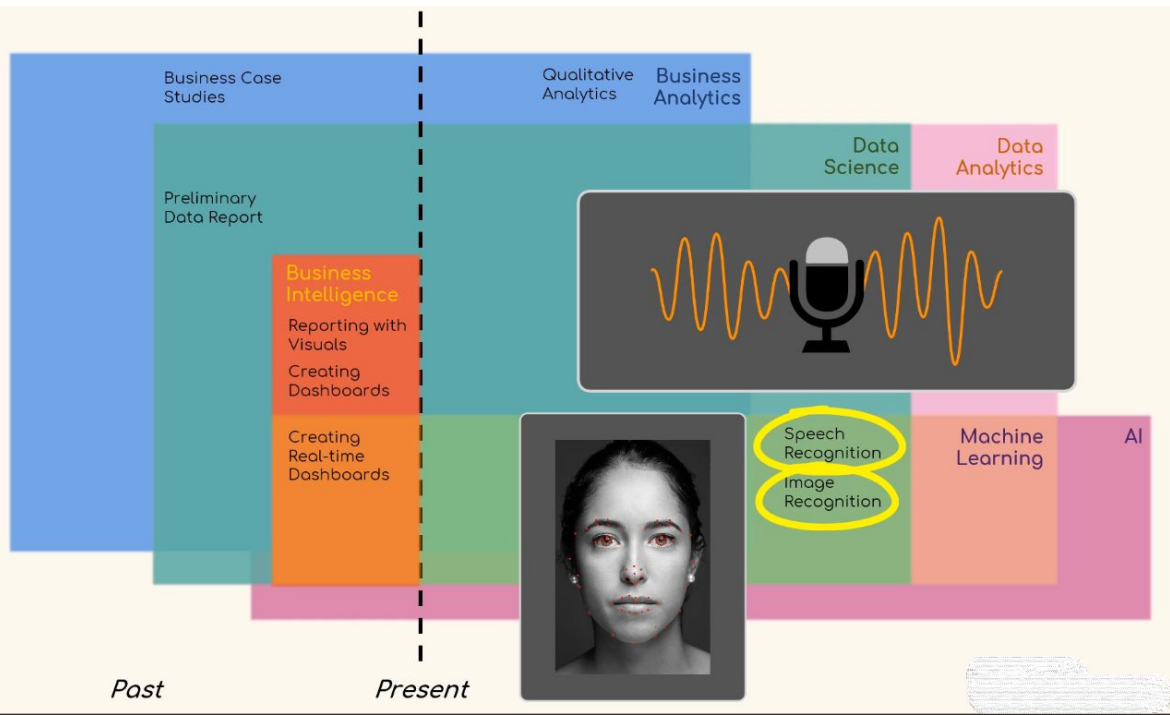 Business Case
Studies
Qualitative
Analytics
Business
Analytics
Data
Science
Data
Analytics
Preliminary
Data Report
Business
Intelligence
Reporting with
Visuals
Creating
Dashboards
Creating
Real-time
Dashboards
Speech
Recognition
Image
Recognition
Machine
Learning
AI
Past
Present